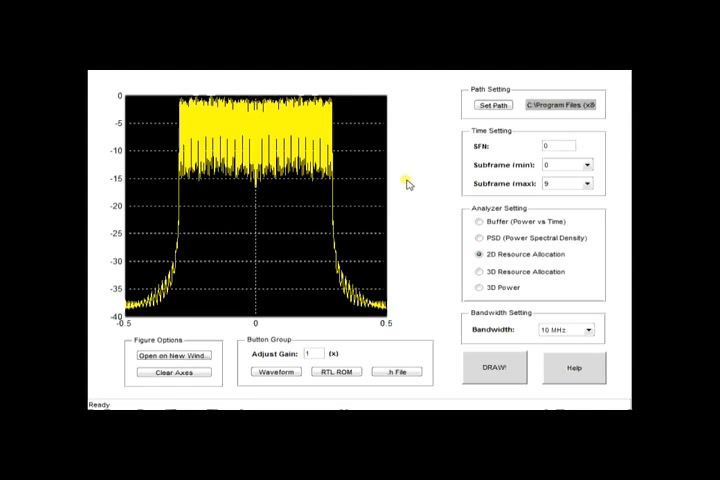 0
-5
-10
-15
-20
-25
-30
-35
-40
-0.5
0
0.5
Figure Options
Open on New Wind...
Clear Axes
Button Group
Adjust Gain: 1 (x)
Waveform RTL ROM .h File
Path Setting
Set Path C:\Program Files (x8
Time Setting
SFN: 0
Subframe (min): 0
Subframe (max): 9
Analyzer Setting
Buffer (Power vs Time)
PSD (Power Spectral Density)
2D Resource Allocation
3D Resource Allocation
3D Power
Bandwidth Setting
Bandwidth: 10 MHz
DRAW! Help
Ready